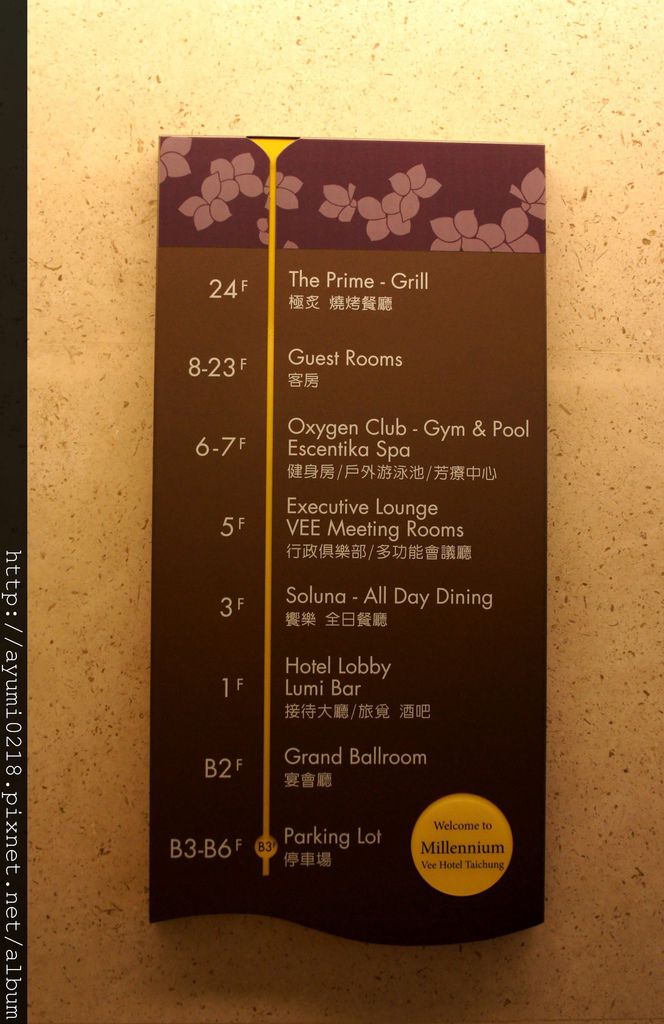 24F
The Prime - Grill
極炙 燒烤餐廳
8-23F
Guest Rooms
客房
6-7F
Oxygen Club - Gym & Pool
Escentika Spa
健身房/戶外游泳池/芳療中心
5F
Executive Lounge
VEE Meeting Rooms
行政俱樂部/多功能會議廳
3F
Soluna - All Day Dining
饗樂 全日餐廳
1F
Hotel Lobby
Lumi Bar
接待大廳/旅覓 酒吧
B2F
Grand Ballroom
宴會廳
B3-B6F
B3F
Parking Lot
停車場
Welcome to
Millennium
Vee Hotel Taichung
http://ayumi0218.pixnet.net/album